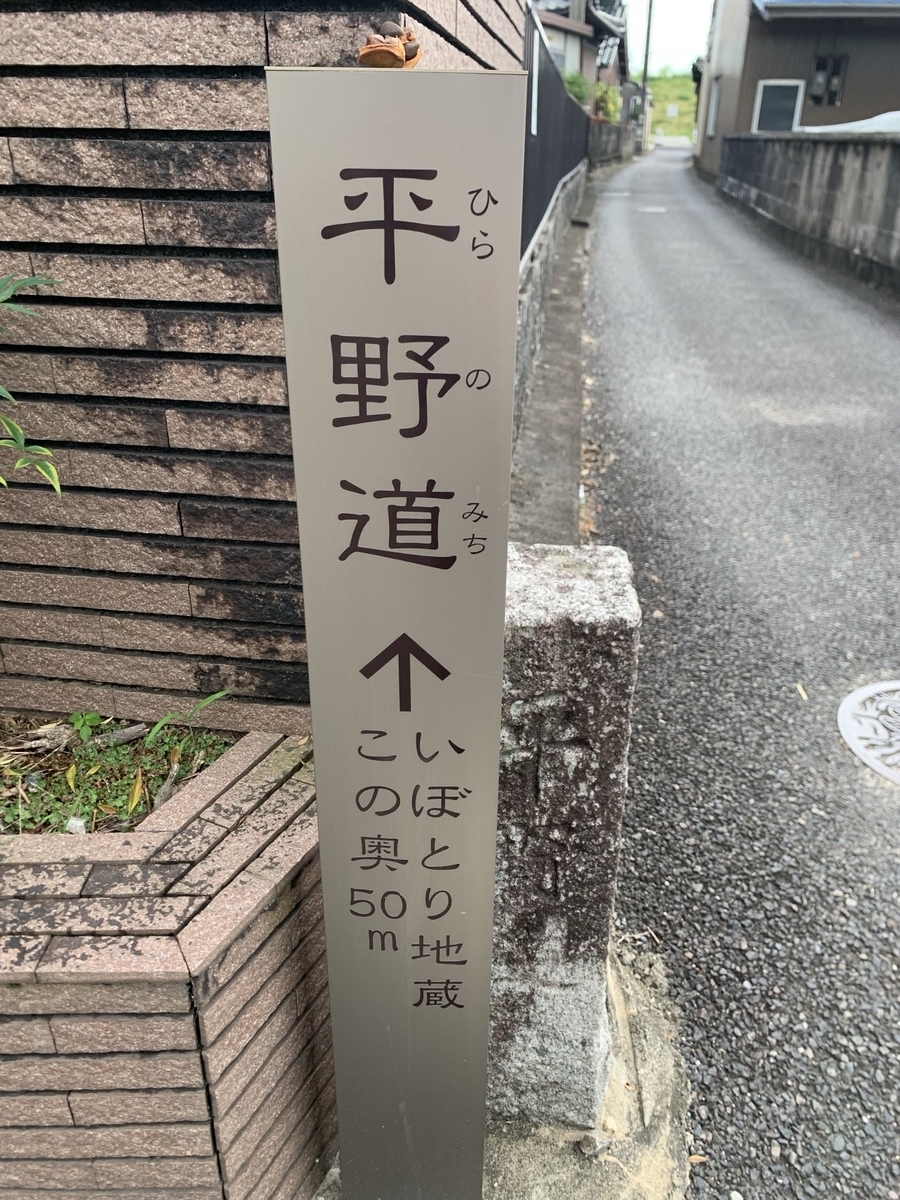 平野道
ひらのみち
↑
いぼとり地蔵
この奥50m